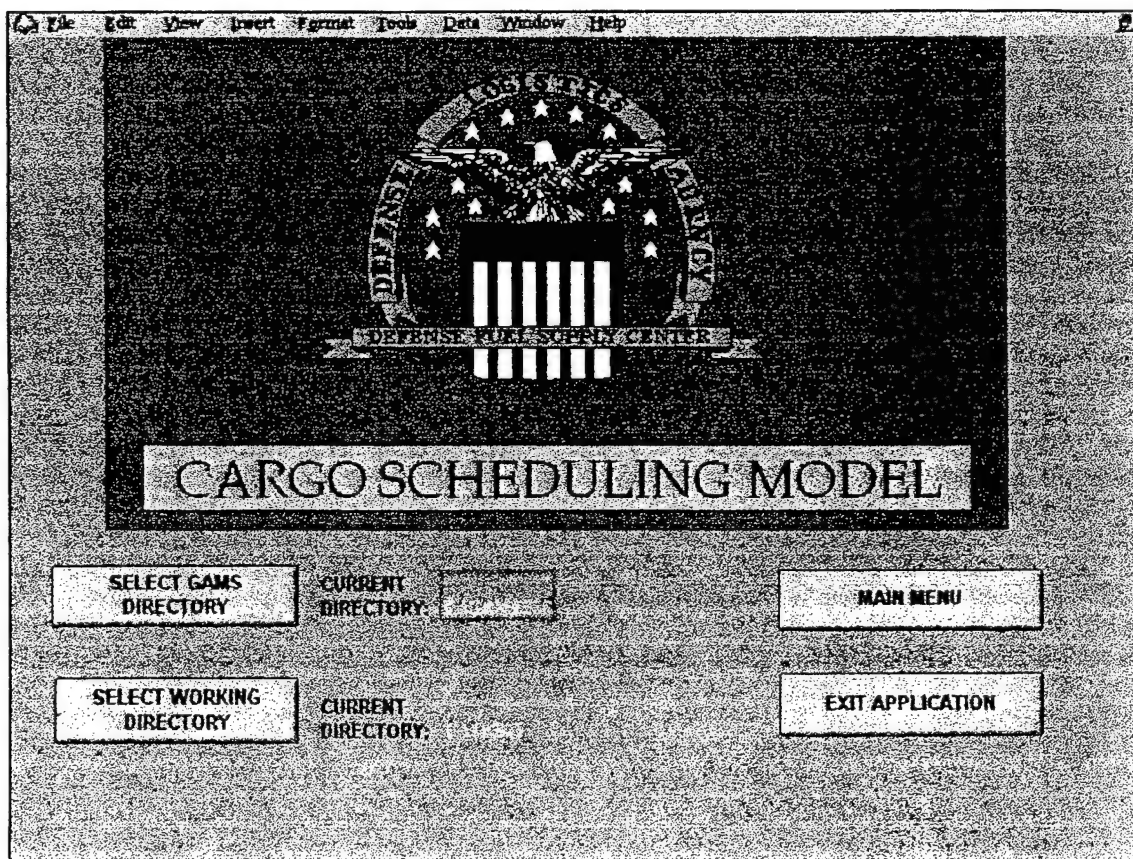 File Edit View Insert Format Tools Data Window Help
DEFENSE LOGISTICS AGENCY
DEFENSE FUEL SUPPLY CENTER
CARGO SCHEDULING MODEL
SELECT GAMS
DIRECTORY
CURRENT
DIRECTORY:
MAIN MENU
SELECT WORKING
DIRECTORY
CURRENT
DIRECTORY:
EXIT APPLICATION